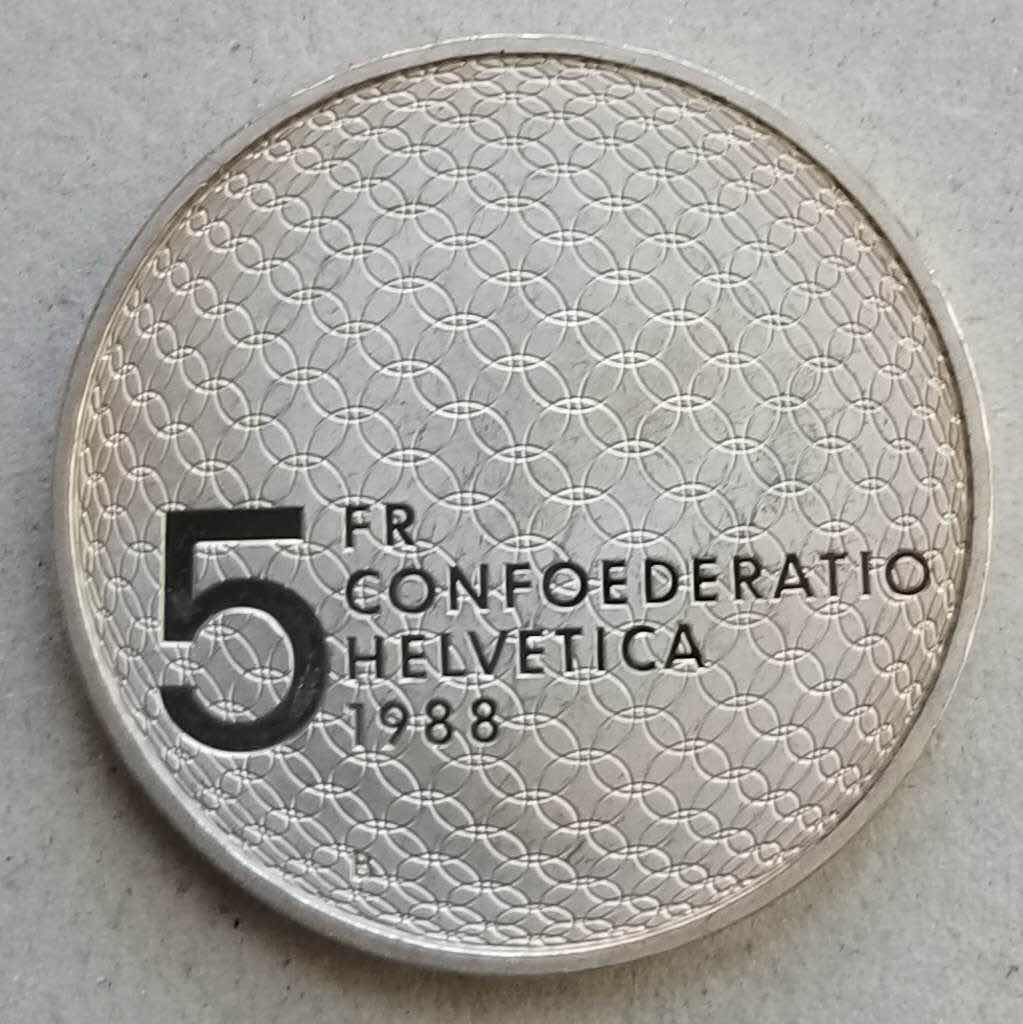 5 FR
CONFOEDERATIO
HELVETICA
1988
B